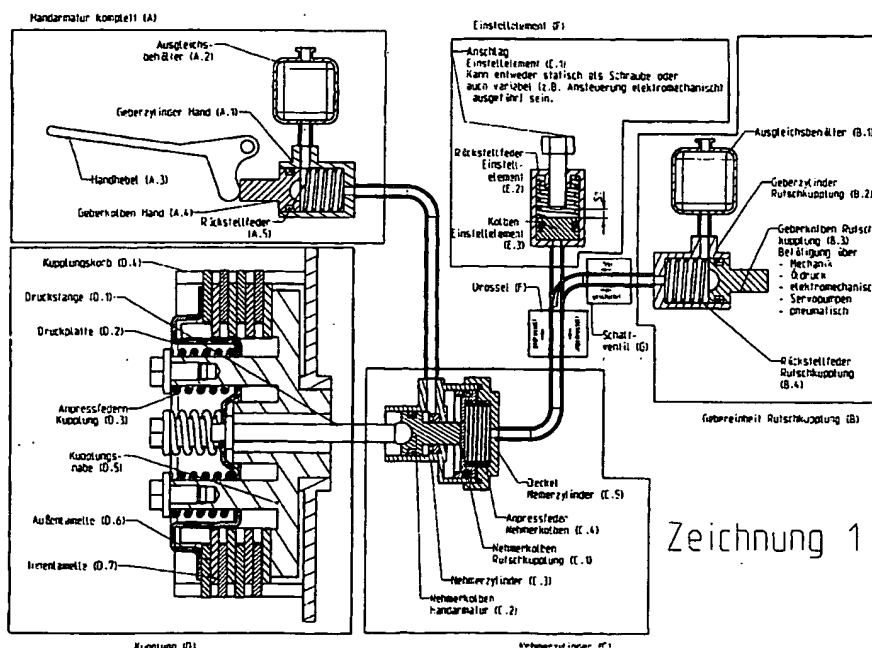 Handarmatur komplett (A)
Ausgleichs-
behälter (A.2)
Geberzylinder Hand (A.1)
Handhebel (A.3)
Geberkolben Hand (A.4)
Rückstellfeder
(A.5)
Einstellelement (F)
Anschlag
Einstellelement (E.1)
Kann entweder statisch als Schraube oder
auch variabel (z.B. Ansteuerung elektromechanisch)
ausgeführt sein.
Rückstellfeder
Einstell-
element
(E.2)
Kolben
Einstellelement
(E.3)
Ausgleichsbehälter (B.1)
Geberzylinder
Rutschkupplung
(B.2)
Geberkolben Rutsch
kupplung (B.3)
Betätigung über
- Mechanik
- Öldruck
- elektromechanisch
- Servopumpen
- pneumatisch
Rückstellfeder
Rutschkupplung
(B.4)
Gebereinheit Rutschkupplung (B)
Drossel (F)
Schalt-
ventil (G)
Kupplungskorb (D.4)
Druckstange (D.1)
Druckplatte (D.2)
Anpressfedern
Kupplung (D.3)
Kupplungs-
nabe (D.5)
Außenlamelle (D.6)
Innenlamelle (D.7)
Kupplung (D)
Deckel
Nehmerzylinder (C.5)
Anpressfeder
Nehmerkolben (C.4)
Nehmerkolben
Rutschkupplung (C.1)
Nehmerzylinder (C.3)
Nehmerkolben
Handarmatur (C.2)
Nehmerzylinder (C)
Zeichnung 1